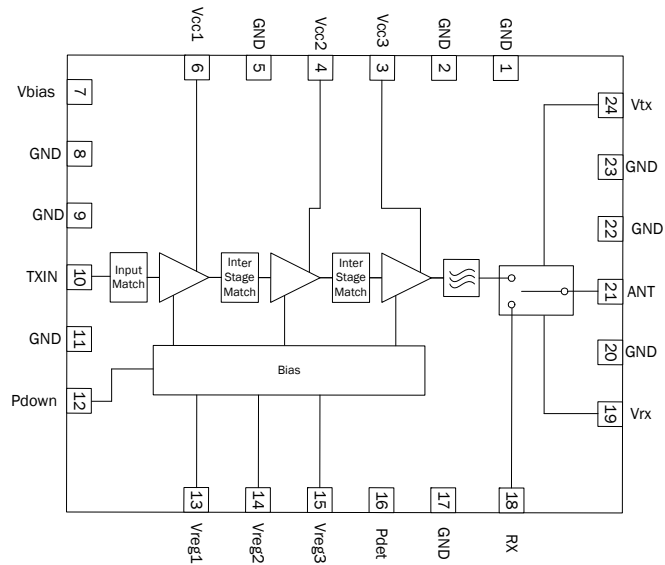 Vcc1
GND
Vcc2
Vcc3
GND
GND
6
5
4
3
2
1
Vbias
7
24
Vtx
GND
8
23
GND
GND
9
22
GND
TXIN
10
Input
Match
Inter
Stage
Match
Inter
Stage
Match
21
ANT
GND
11
20
GND
Bias
Pdown
12
19
Vrx
13
14
15
16
17
18
Vreg1
Vreg2
Vreg3
Pdet
GND
RX